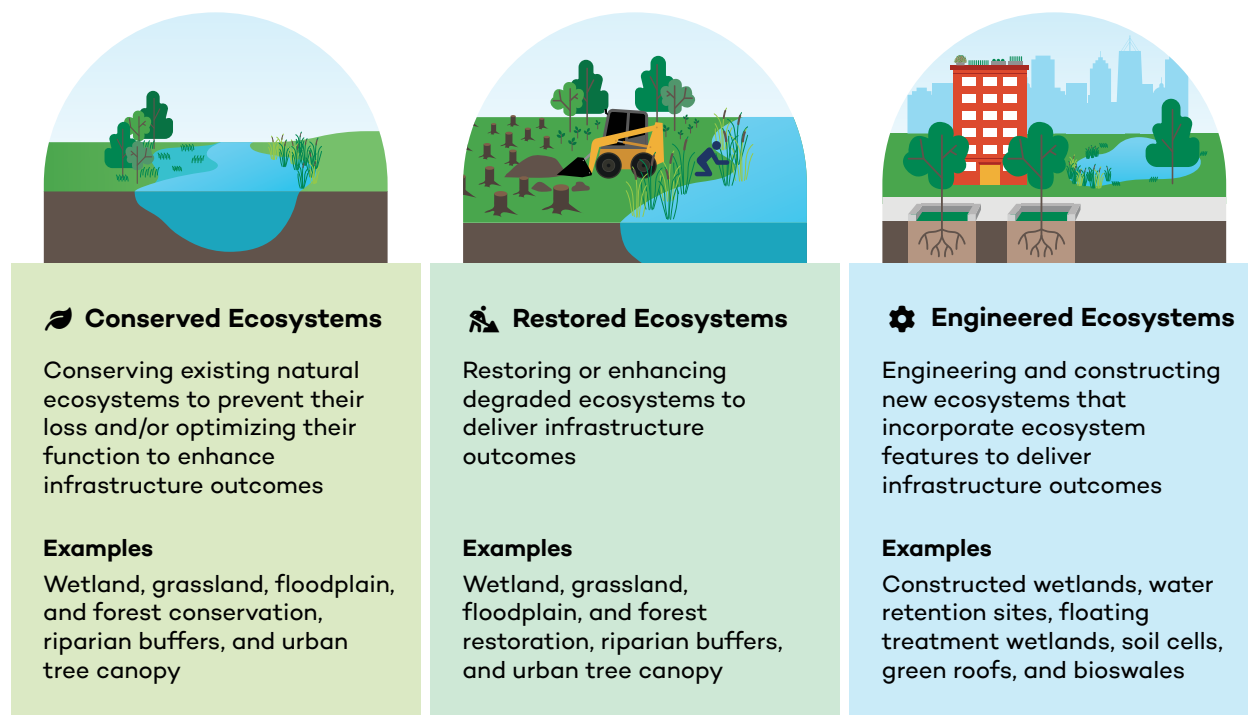 Conserved Ecosystems
Conserving existing natural
ecosystems to prevent their
loss and/or optimizing their
function to enhance
infrastructure outcomes
Examples
Wetland, grassland, floodplain,
and forest conservation,
riparian buffers, and urban
tree canopy
Restored Ecosystems
Restoring or enhancing
degraded ecosystems to
deliver infrastructure
outcomes
Examples
Wetland, grassland,
floodplain, and forest
restoration, riparian buffers,
and urban tree canopy
Engineered Ecosystems
Engineering and constructing
new ecosystems that
incorporate ecosystem
features to deliver
infrastructure outcomes
Examples
Constructed wetlands, water
retention sites, floating
treatment wetlands, soil cells,
green roofs, and bioswales